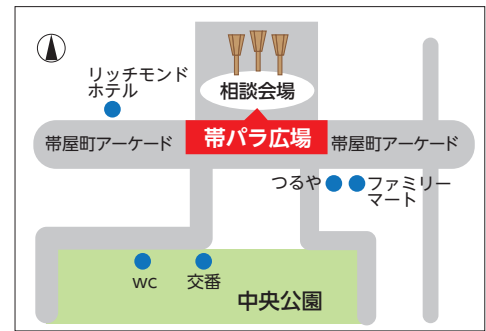 リッチモンド
ホテル
相談会場
帯屋町アーケード
帯パラ広場
帯屋町アーケード
つるや
ファミリー
マート
WC
交番
中央公園